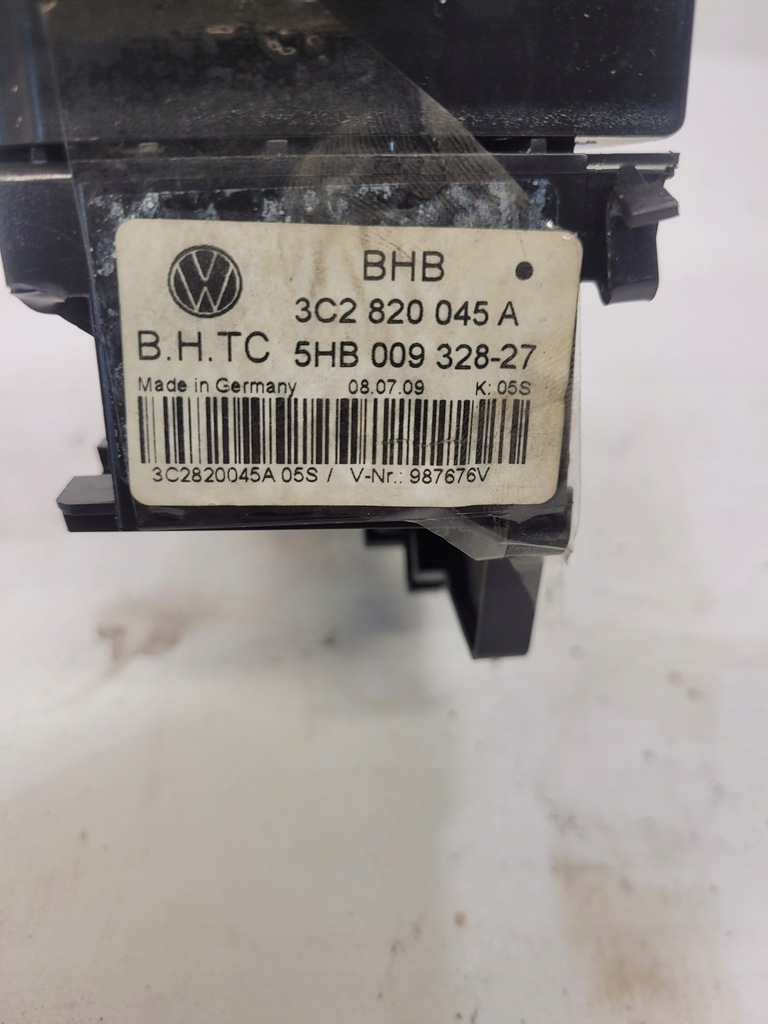 BHB
3C2 820 045 A
B.H.TC 5HB 009 328-27
Made in Germany 08.07.09 K: 05S
3C2820045A 05S / V-Nr.: 987676V